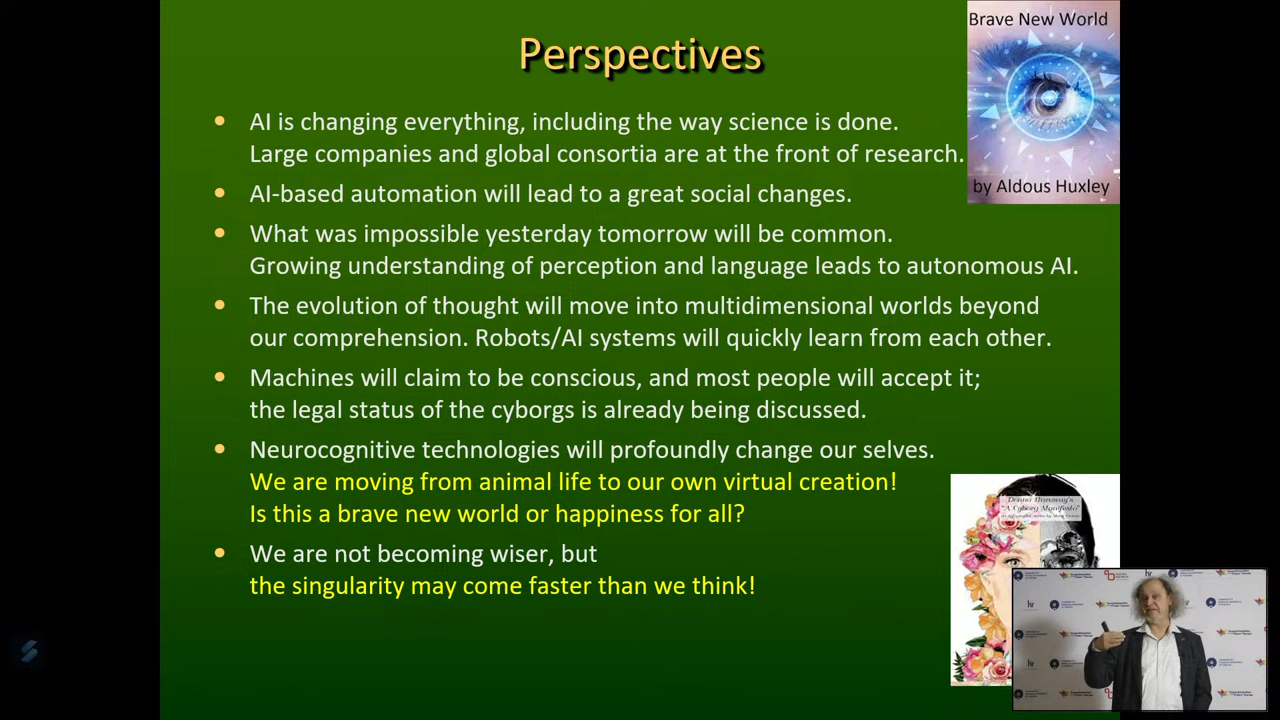 Perspectives
Brave New World
by Aldous Huxley
• AI is changing everything, including the way science is done.
Large companies and global consortia are at the front of research.
• AI-based automation will lead to a great social changes.
• What was impossible yesterday tomorrow will be common.
Growing understanding of perception and language leads to autonomous AI.
• The evolution of thought will move into multidimensional worlds beyond
our comprehension. Robots/AI systems will quickly learn from each other.
• Machines will claim to be conscious, and most people will accept it;
the legal status of the cyborgs is already being discussed.
• Neurocognitive technologies will profoundly change our selves.
We are moving from animal life to our own virtual creation!
Is this a brave new world or happiness for all?
• We are not becoming wiser, but
the singularity may come faster than we think!
Donna Haraway's
"A Cyborg Manifesto"